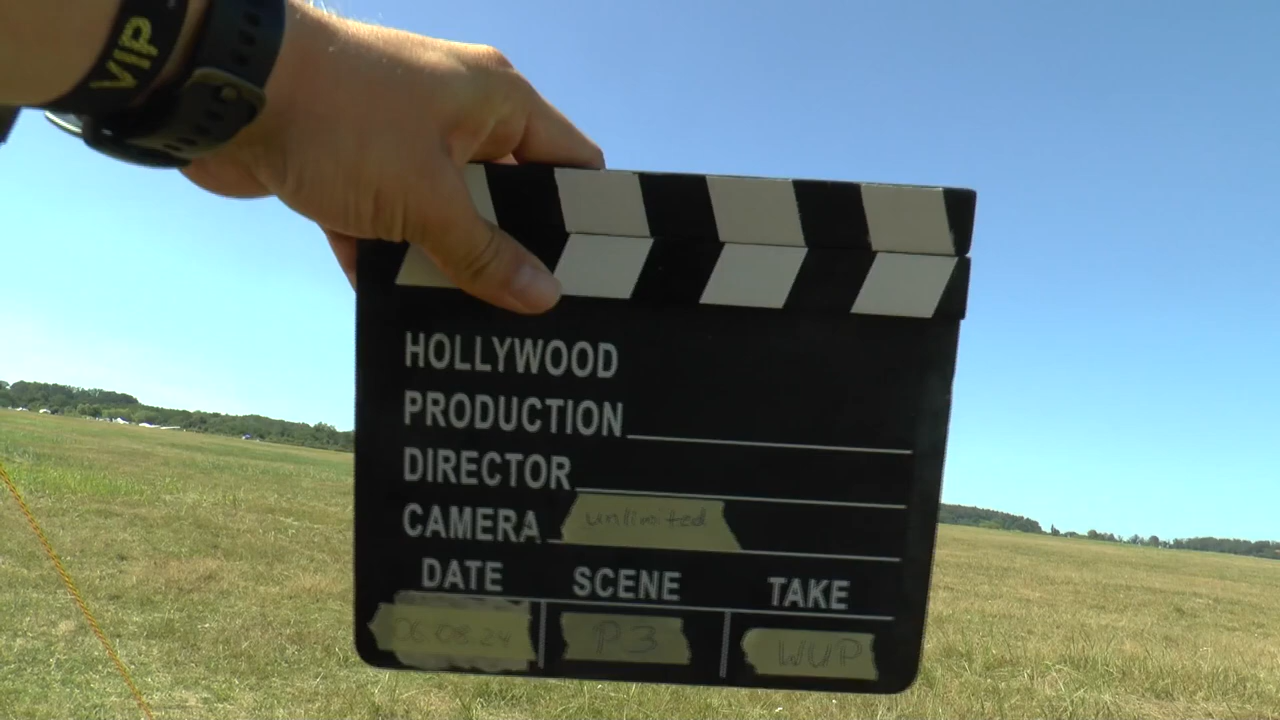 VIP
HOLLYWOOD
PRODUCTION
DIRECTOR
CAMERA unlimited
DATE SCENE TAKE
06.08.24 P3 WUP